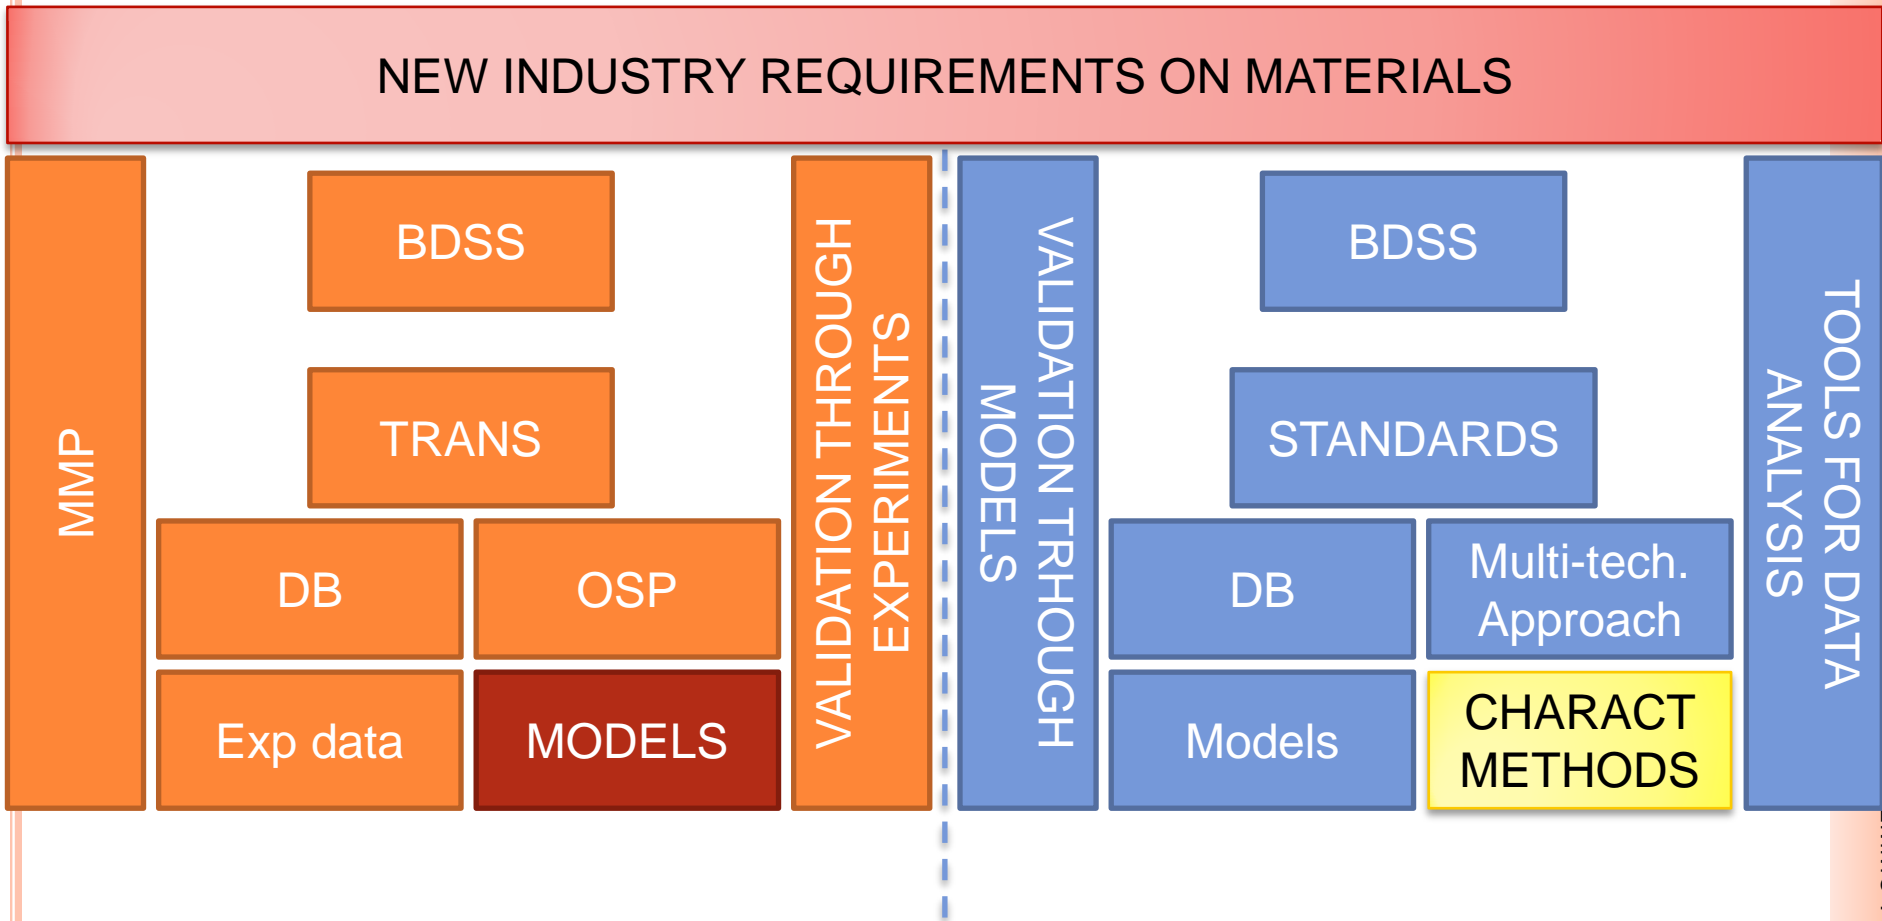 NEW INDUSTRY REQUIREMENTS ON MATERIALS
MMP
BDSS
TRANS
DB
OSP
Exp data
MODELS
VALIDATION THROUGH
EXPERIMENTS
VALIDATION TRHOUGH
MODELS
BDSS
STANDARDS
DB
Multi-tech.
Approach
Models
CHARACT
METHODS
TOOLS FOR DATA
ANALYSIS